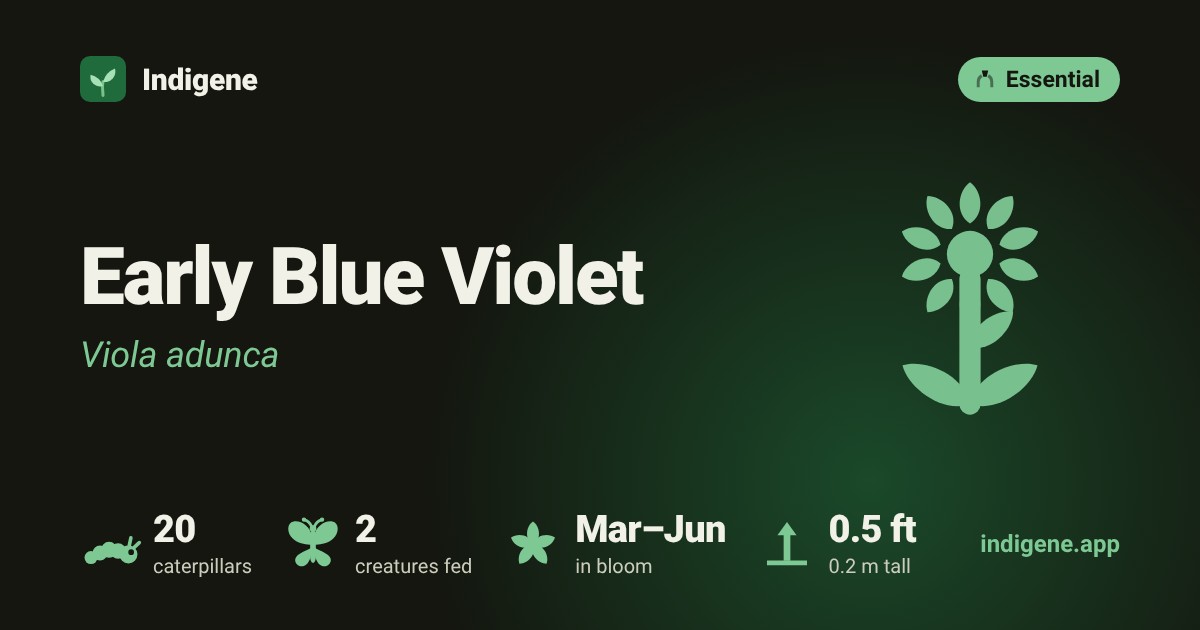 Indigene
Essential
Early Blue Violet
Viola adunca
20
caterpillars
2
creatures fed
Mar–Jun
in bloom
0.5 ft
0.2 m tall
indigene.app